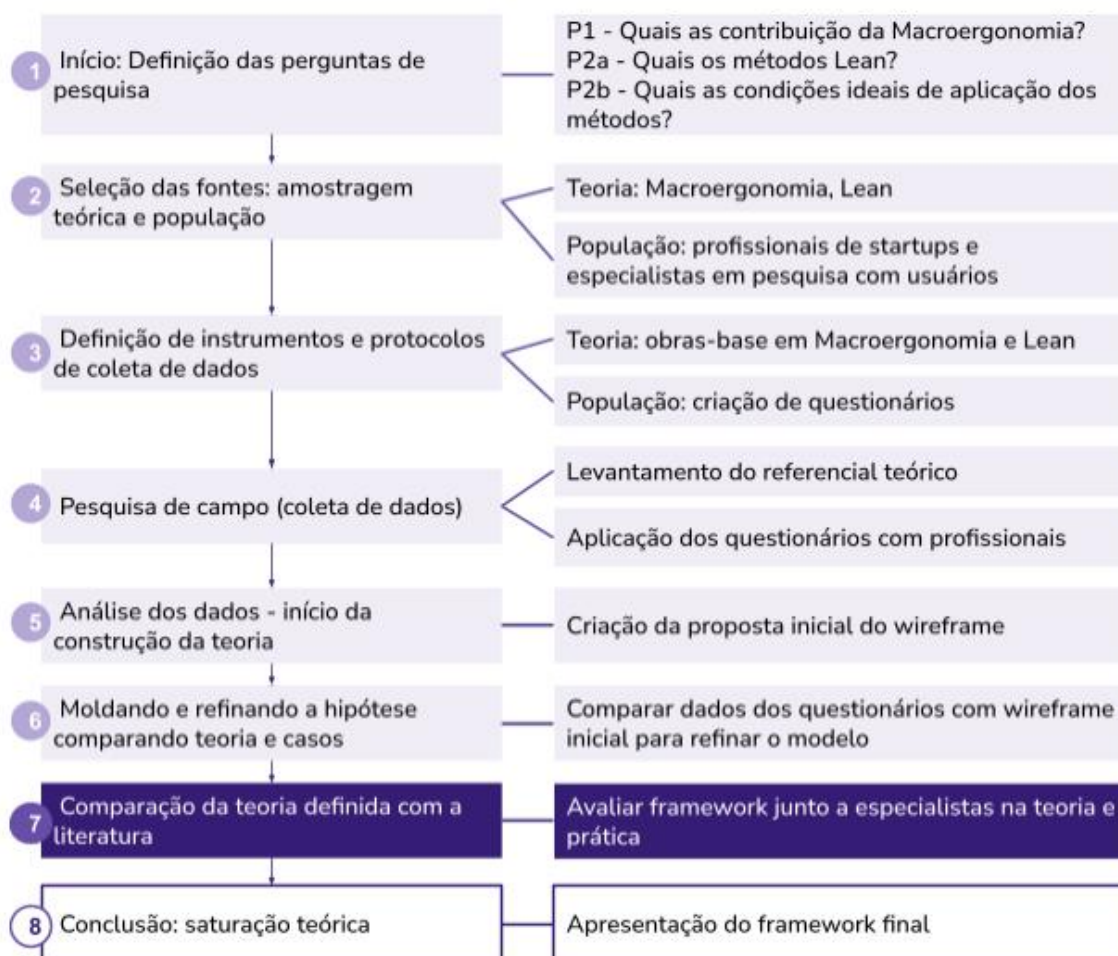 1
Início: Definição das perguntas de
pesquisa
P1 - Quais as contribuição da Macroergonomia?
P2a - Quais os métodos Lean?
P2b - Quais as condições ideais de aplicação dos
métodos?
2
Seleção das fontes: amostragem
teórica e população
Teoria: Macroergonomia, Lean
População: profissionais de startups e
especialistas em pesquisa com usuários
3
Definição de instrumentos e protocolos
de coleta de dados
Teoria: obras-base em Macroergonomia e Lean
População: criação de questionários
4
Pesquisa de campo (coleta de dados)
Levantamento do referencial teórico
Aplicação dos questionários com profissionais
5
Análise dos dados - início da
construção da teoria
Criação da proposta inicial do wireframe
6
Moldando e refinando a hipótese
comparando teoria e casos
Comparar dados dos questionários com wireframe
inicial para refinar o modelo
7
Comparação da teoria definida com a
literatura
Avaliar framework junto a especialistas na teoria e
prática
8
Conclusão: saturação teórica
Apresentação do framework final